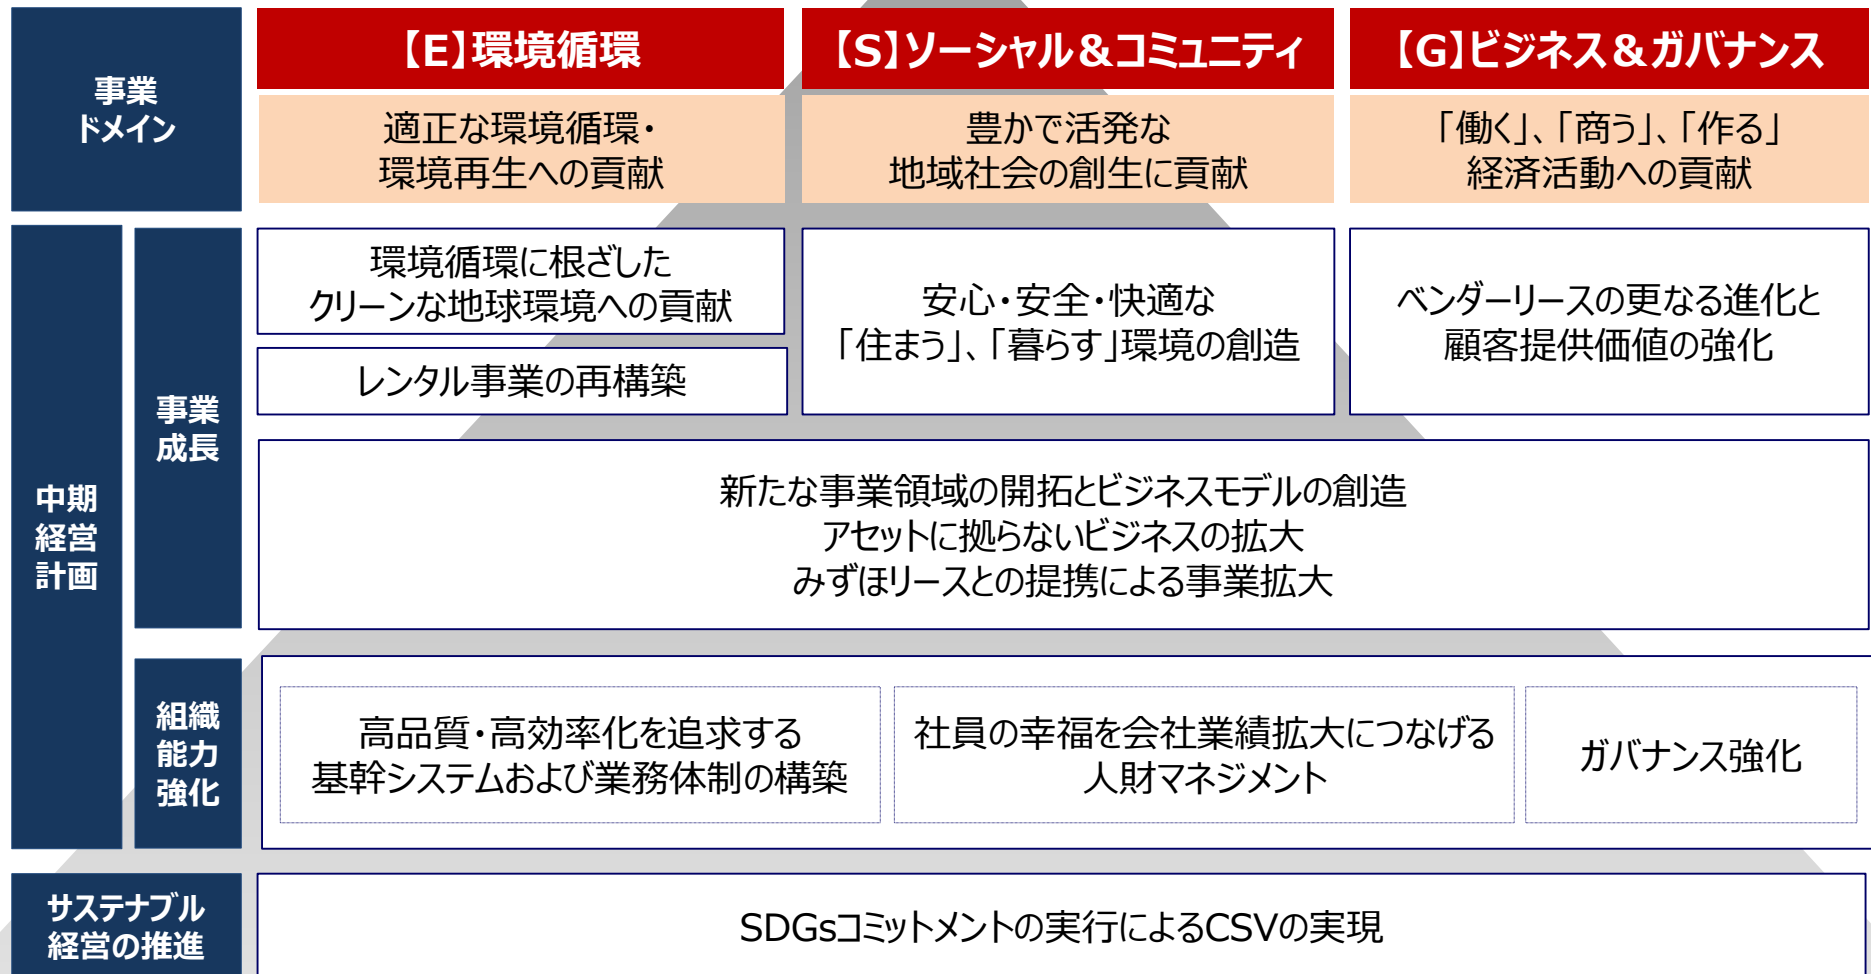 事業
ドメイン
【E】環境循環
【S】ソーシャル＆コミュニティ
【G】ビジネス＆ガバナンス
適正な環境循環・
環境再生への貢献
豊かで活発な
地域社会の創生に貢献
「働く」、「商う」、「作る」
経済活動への貢献
中期
経営
計画
事業
成長
環境循環に根ざした
クリーンな地球環境への貢献
レンタル事業の再構築
安心・安全・快適な
「住まう」、「暮らす」環境の創造
ベンダーリースの更なる進化と
顧客提供価値の強化
新たな事業領域の開拓とビジネスモデルの創造
アセットに拠らないビジネスの拡大
みずほリースとの提携による事業拡大
組織
能力
強化
高品質・高効率化を追求する
基幹システムおよび業務体制の構築
社員の幸福を会社業績拡大につなげる
人財マネジメント
ガバナンス強化
サステナブル
経営の推進
SDGsコミットメントの実行によるCSVの実現